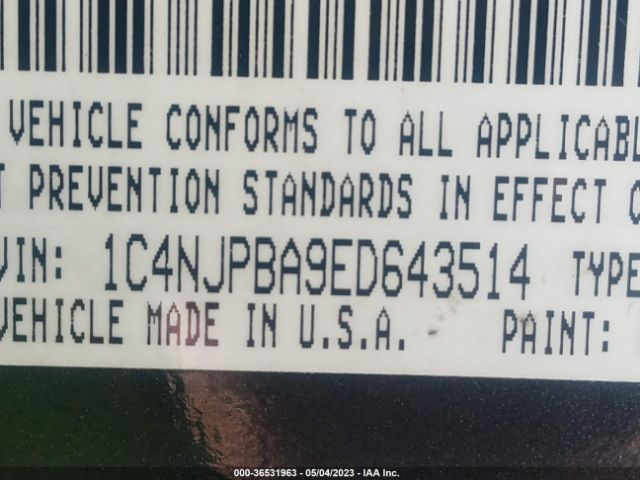 VEHICLE CONFORMS TO ALL APPLICABL
T PREVENTION STANDARDS IN EFFECT O
VIN: 1C4NJPBA9ED643514 TYPE
VEHICLE MADE IN U.S.A. PAINT:
000-36531963 - 05/04/2023 - IAA Inc.